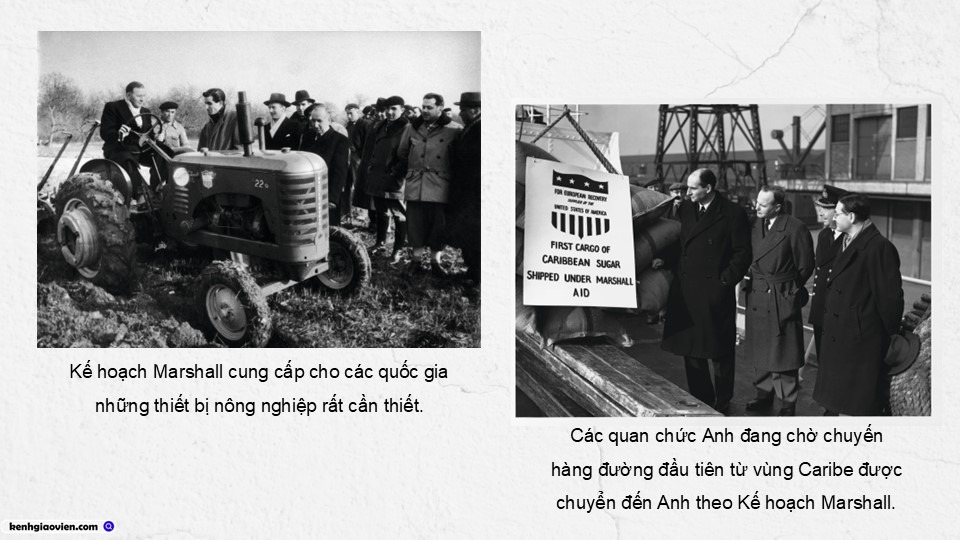 22
Kế hoạch Marshall cung cấp cho các quốc gia
những thiết bị nông nghiệp rất cần thiết.
FOR EUROPEAN RECOVERY
SUPPLIED BY THE
UNITED STATES OF AMERICA
FIRST CARGO OF
CARIBBEAN SUGAR
SHIPPED UNDER MARSHALL
AID
Các quan chức Anh đang chờ chuyến
hàng đường đầu tiên từ vùng Caribe được
chuyển đến Anh theo Kế hoạch Marshall.
kenhgiaovien.com